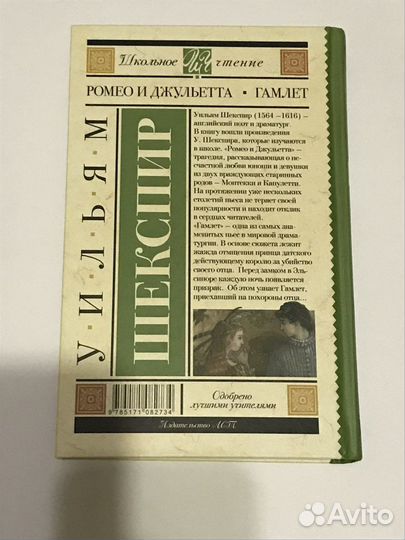 Школьное чтение
РОМЕО И ДЖУЛЬЕТТА • ГАМЛЕТ
У·И·Л·Ь·Я·М
ШЕКСПИР
Уильям Шекспир (1564 –1616) –
английский поэт и драматург.
В книгу вошли произведения
У. Шекспира, которые изучаются
в школе. «Ромео и Джульетта» –
трагедия, рассказывающая о не-
счастной любви юноши и девушки
из двух враждующих старинных
родов – Монтекки и Капулетти.
На протяжении уже нескольких
столетий пьеса не теряет своей
популярности и находит отклик
в сердцах читателей.
«Гамлет» – одна из самых зна-
менитых пьес в мировой драма-
тургии. В основе сюжета лежит
жажда отмщения принца датского
действующему королю за убийство
своего отца. Перед замком в Эль-
синоре каждую ночь появляется
призрак. Об этом узнает Гамлет,
приехавший на похороны отца...
9 785171 082734
Одобрено
лучшими учителями
Издательство АСТ
Avito